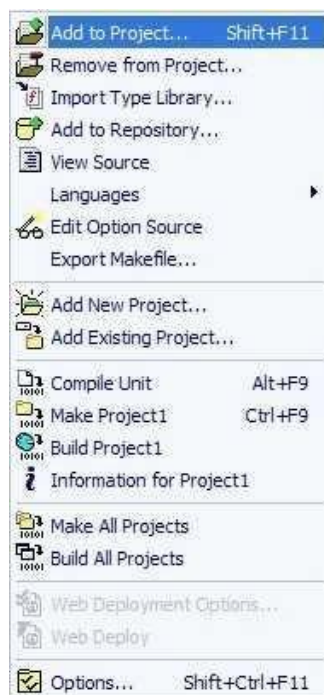 Add to Project... Shift+F11
Remove from Project...
Import Type Library...
Add to Repository...
View Source
Languages
Edit Option Source
Export Makefile...
Add New Project...
Add Existing Project...
Compile Unit Alt+F9
Make Project1 Ctrl+F9
Build Project1
Information for Project1
Make All Projects
Build All Projects
Web Deployment Options...
Web Deploy
Options... Shift+Ctrl+F11